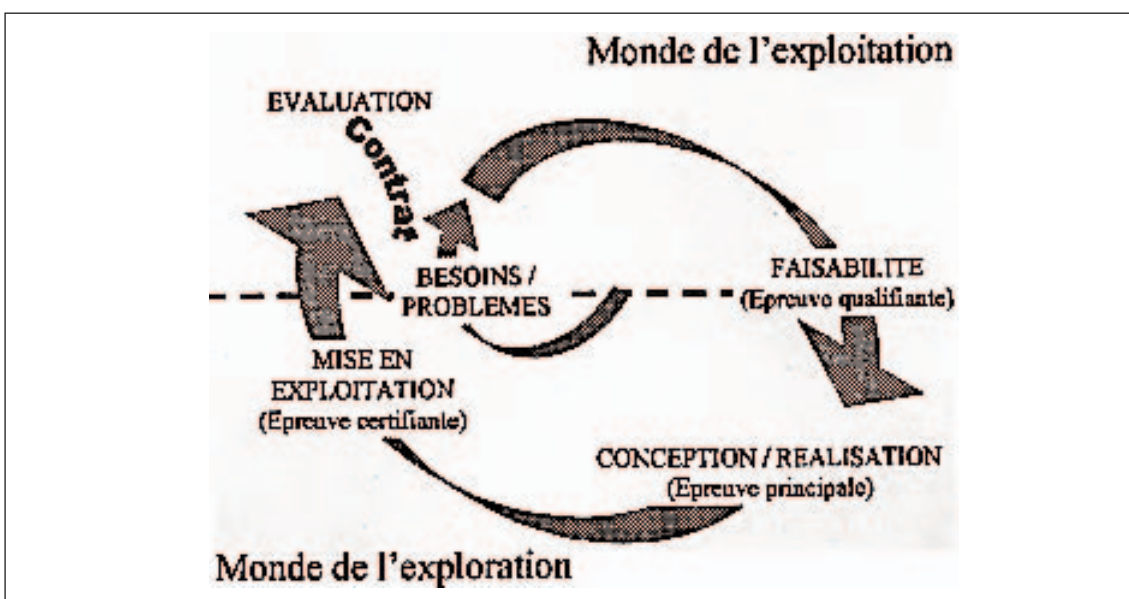 Monde de l'exploitation
EVALUATION
Contrat
BESOINS /
PROBLEMES
FAISABILITE
(Epreuve qualifiante)
MISE EN
EXPLOITATION
(Epreuve certifiante)
CONCEPTION / REALISATION
(Epreuve principale)
Monde de l'exploration